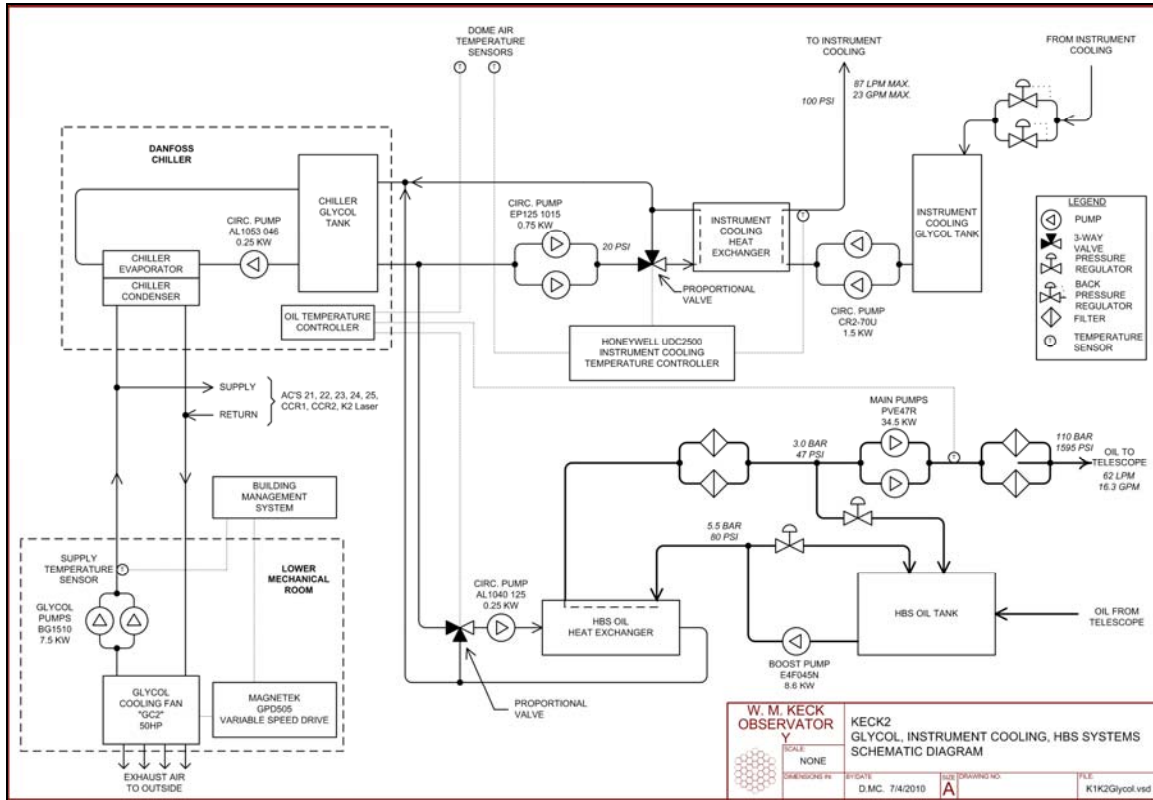 DOME AIR
TEMPERATURE
SENSORS
T
T
TO INSTRUMENT
COOLING
87 LPM MAX.
23 GPM MAX.
100 PSI
FROM INSTRUMENT
COOLING
DANFOSS
CHILLER
CHILLER
GLYCOL
TANK
CIRC. PUMP
AL1053 046
0.25 KW
CHILLER
EVAPORATOR
CHILLER
CONDENSER
OIL TEMPERATURE
CONTROLLER
CIRC. PUMP
EP125 1015
0.75 KW
20 PSI
PROPORTIONAL
VALVE
INSTRUMENT
COOLING
HEAT
EXCHANGER
T
CIRC. PUMP
CR2-70U
1.5 KW
INSTRUMENT
COOLING
GLYCOL TANK
LEGEND
PUMP
3-WAY
VALVE
PRESSURE
REGULATOR
BACK
PRESSURE
REGULATOR
FILTER
T
TEMPERATURE
SENSOR
HONEYWELL UDC2500
INSTRUMENT COOLING
TEMPERATURE CONTROLLER
SUPPLY
RETURN
AC'S 21, 22, 23, 24, 25,
CCR1, CCR2, K2 Laser
MAIN PUMPS
PVE47R
34.5 KW
3.0 BAR
47 PSI
T
110 BAR
1595 PSI
OIL TO
TELESCOPE
62 LPM
16.3 GPM
BUILDING
MANAGEMENT
SYSTEM
5.5 BAR
80 PSI
SUPPLY
TEMPERATURE
SENSOR
T
LOWER
MECHANICAL
ROOM
GLYCOL
PUMPS
BG1510
7.5 KW
CIRC. PUMP
AL1040 125
0.25 KW
HBS OIL
HEAT EXCHANGER
HBS OIL TANK
OIL FROM
TELESCOPE
BOOST PUMP
E4F045N
8.6 KW
GLYCOL
COOLING FAN
"GC2"
50HP
MAGNETEK
GPD505
VARIABLE SPEED DRIVE
PROPORTIONAL
VALVE
EXHAUST AIR
TO OUTSIDE
W. M. KECK
OBSERVATOR
Y
SCALE:
NONE
DIMENSIONS IN:
KECK2
GLYCOL, INSTRUMENT COOLING, HBS SYSTEMS
SCHEMATIC DIAGRAM
BY/DATE
D.MC. 7/4/2010
SIZE
A
DRAWING NO.
FILE
K1K2Glycol.vsd